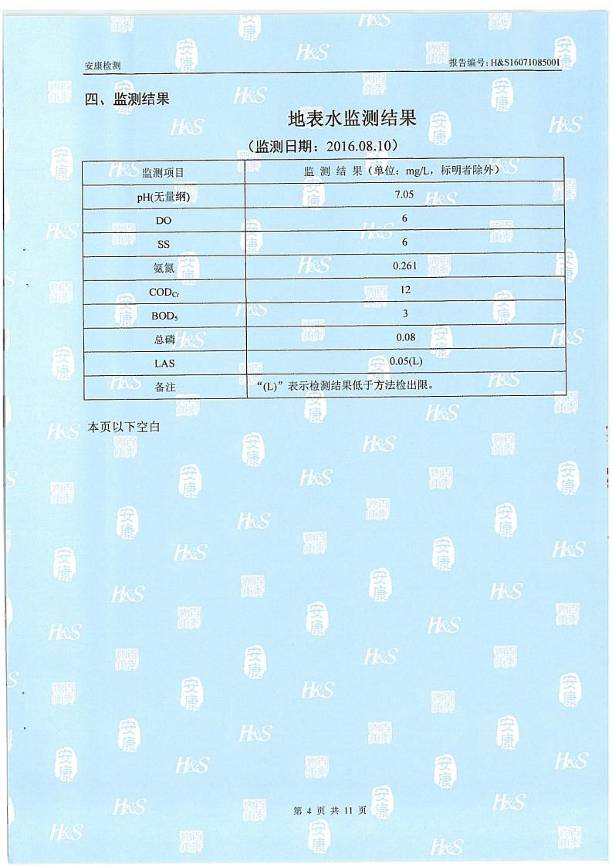 安康检测 报告编号：H&S16071085001
四、监测结果
地表水监测结果
（监测日期：2016.08.10）
监测项目 监 测 结 果（单位：mg/L，标明者除外）
pH(无量纲) 7.05
DO 6
SS 6
氨氮 0.261
CODCr 12
BOD5 3
总磷 0.08
LAS 0.05(L)
备注 “(L)”表示检测结果低于方法检出限。
本页以下空白
第 4 页 共 11 页